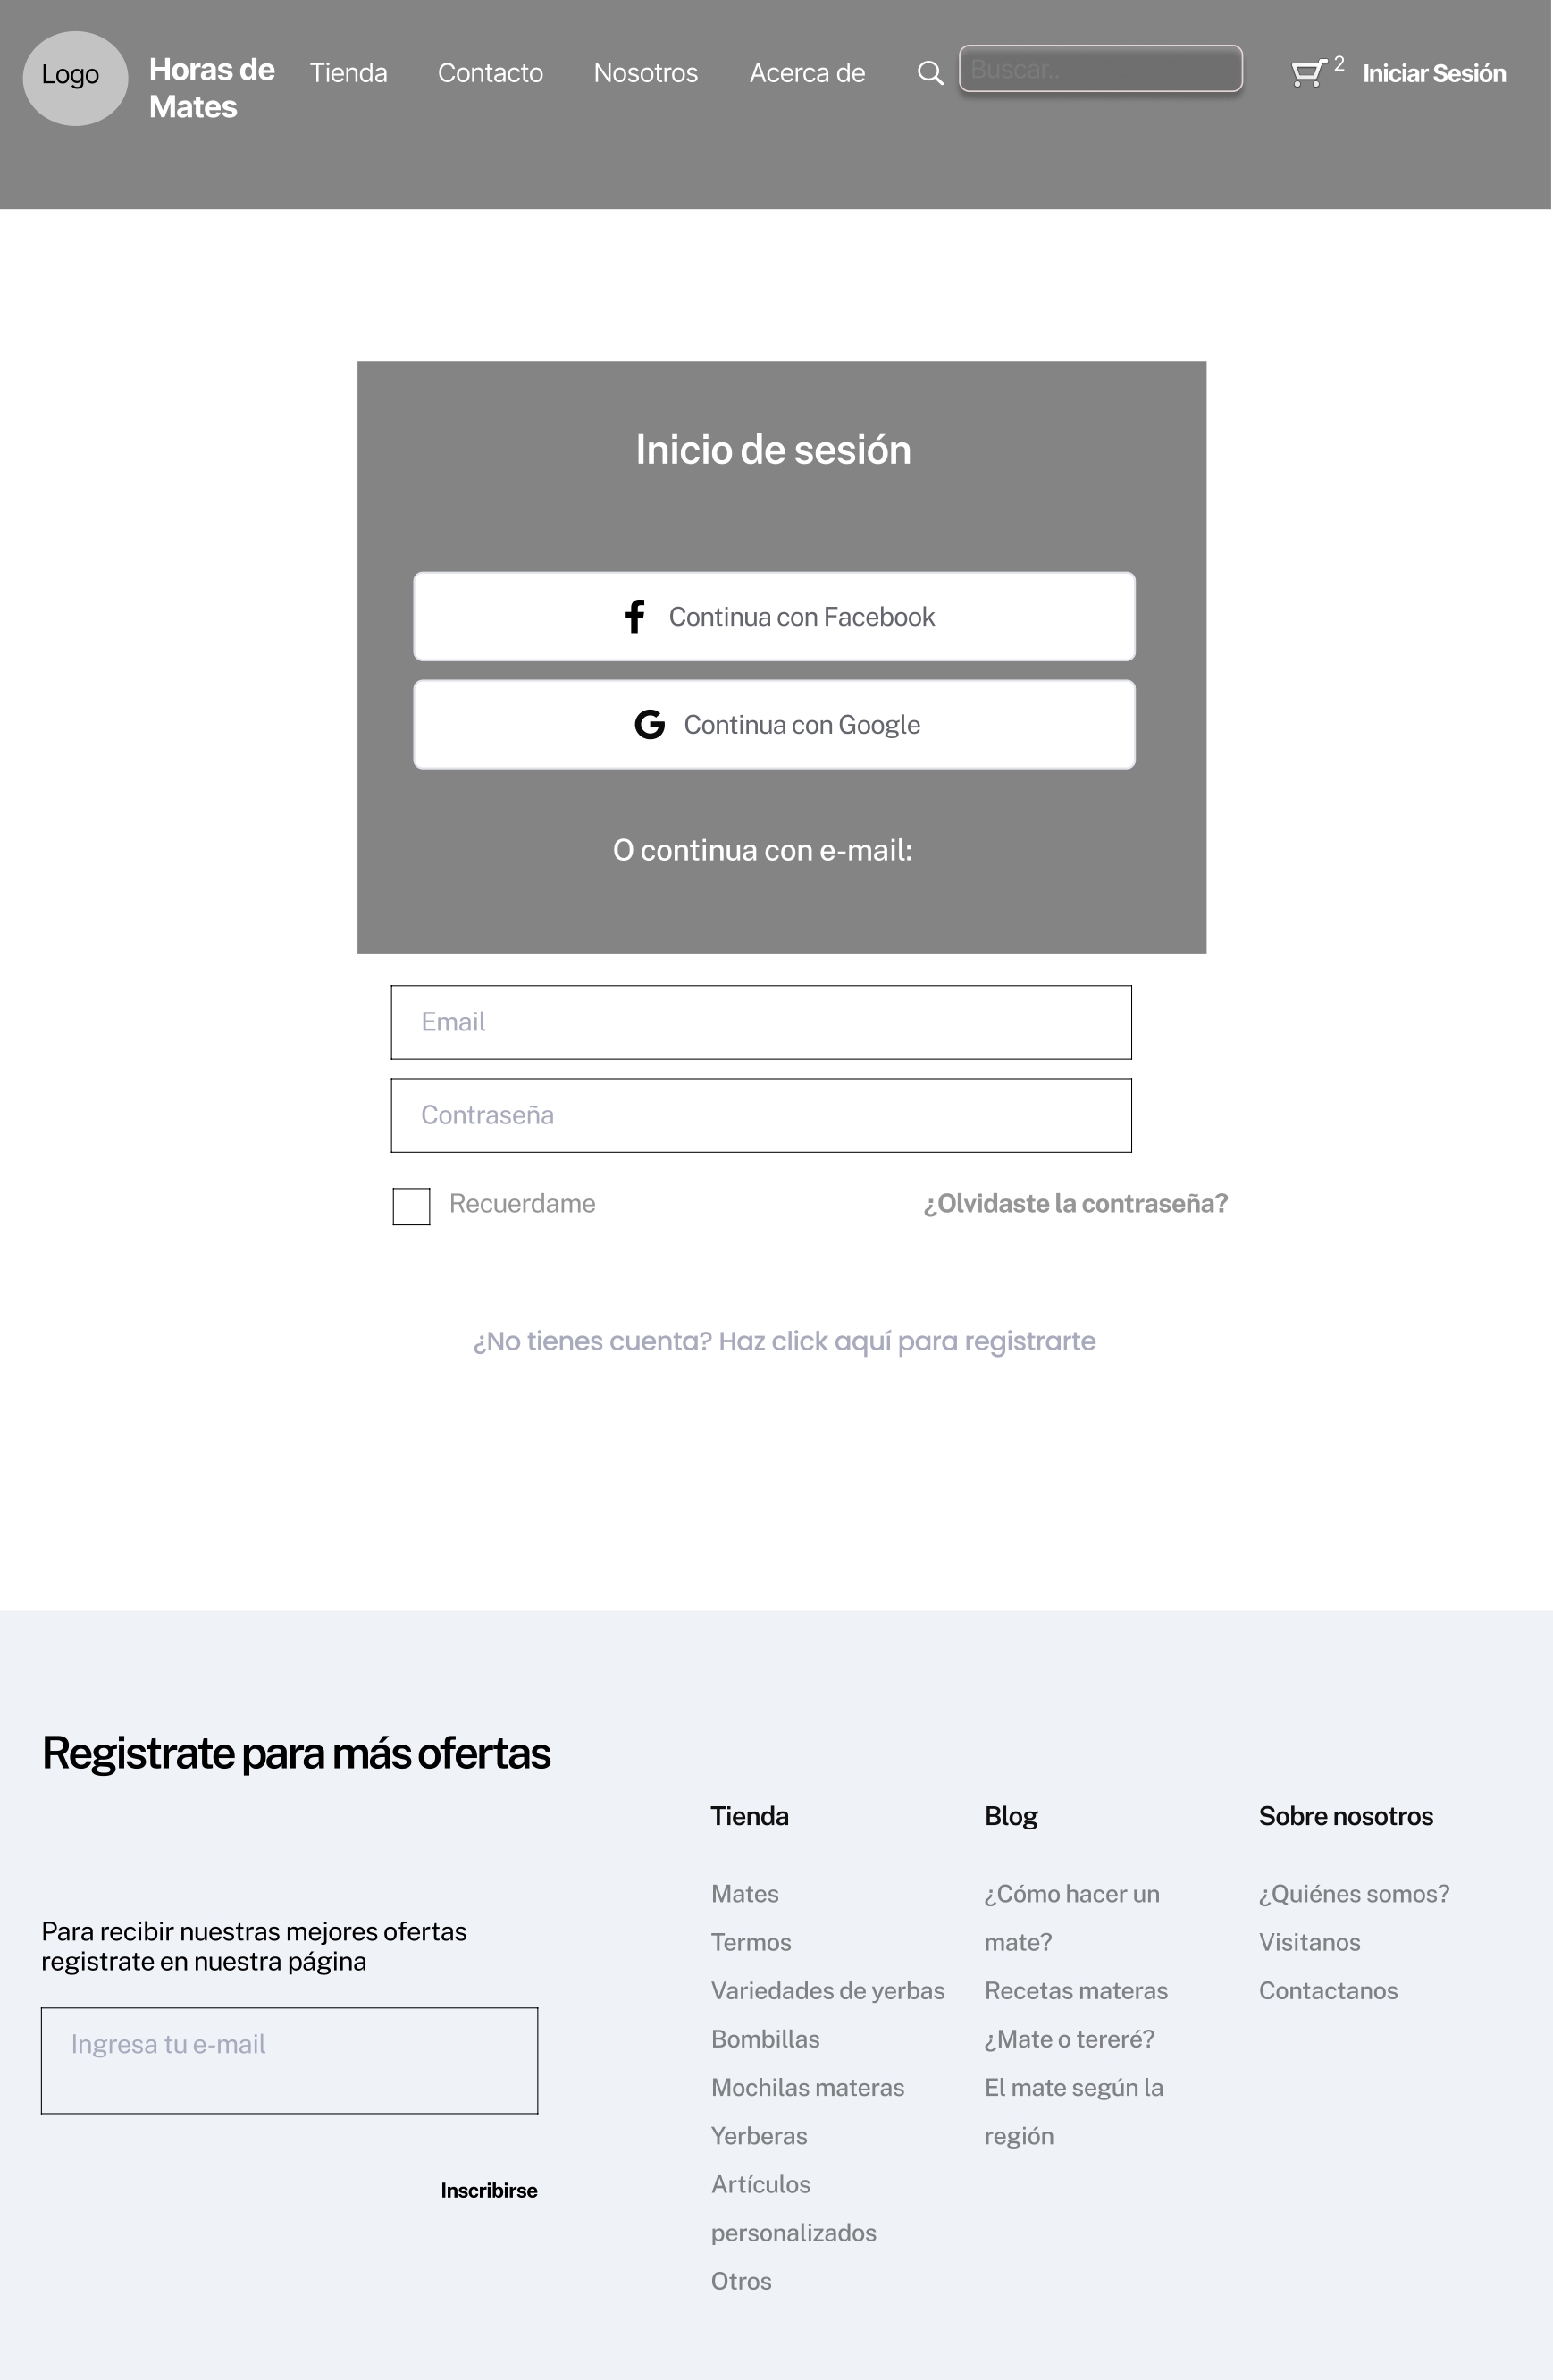 Logo
Horas de
Mates
Tienda
Contacto
Nosotros
Acerca de
Buscar..
2
Iniciar Sesión
Inicio de sesión
Continua con Facebook
Continua con Google
O continua con e-mail:
Email
Contraseña
Recuerdame
¿Olvidaste la contraseña?
¿No tienes cuenta? Haz click aquí para registrarte
Registrate para más ofertas
Para recibir nuestras mejores ofertas
registrate en nuestra página
Ingresa tu e-mail
Inscribirse
Tienda
Mates
Termos
Variedades de yerbas
Bombillas
Mochilas materas
Yerberas
Artículos
personalizados
Otros
Blog
¿Cómo hacer un
mate?
Recetas materas
¿Mate o tereré?
El mate según la
región
Sobre nosotros
¿Quiénes somos?
Visitanos
Contactanos